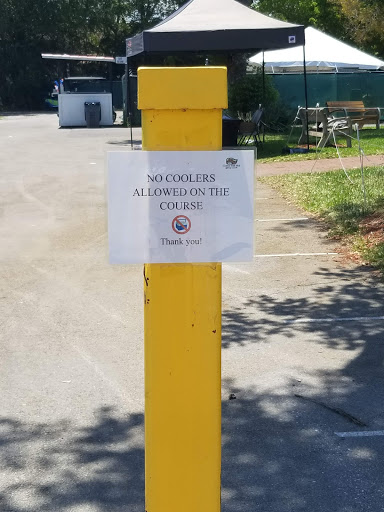 NO COOLERS
ALLOWED ON THE
COURSE
Thank you!